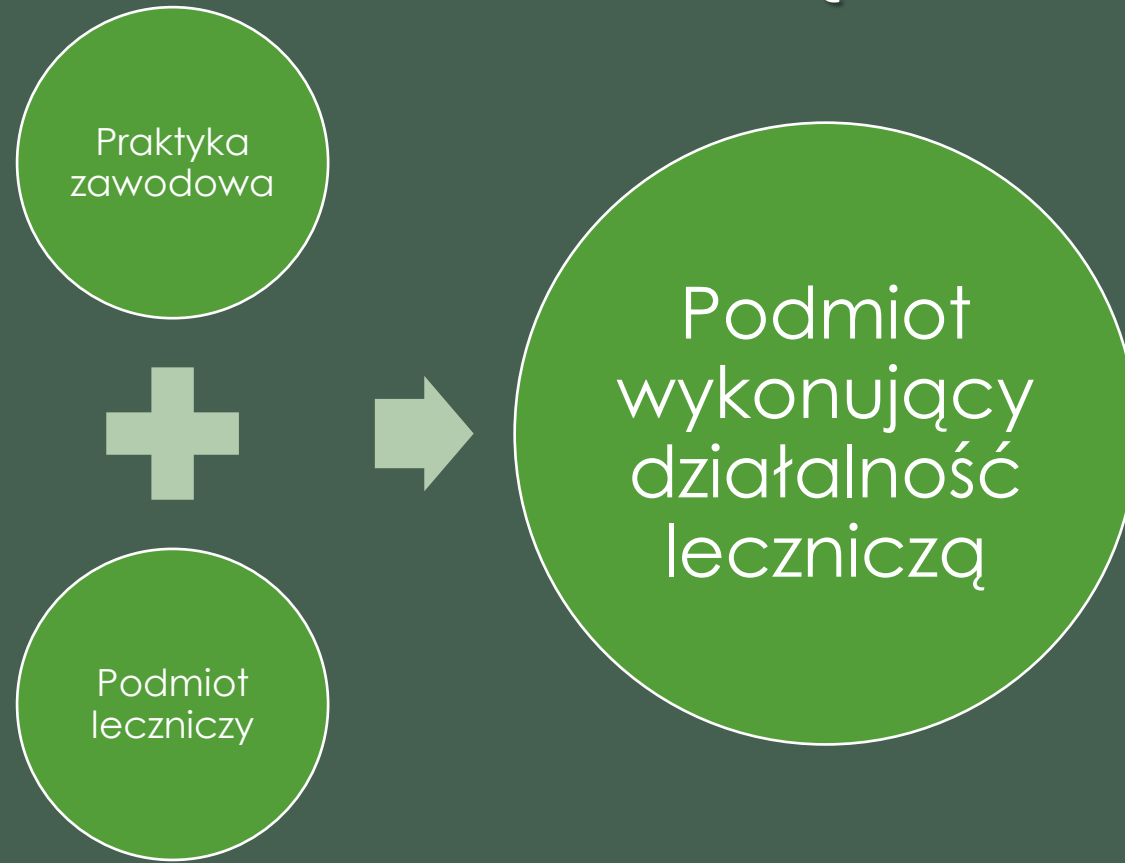 Praktyka
zawodowa
Podmiot
leczniczy
Podmiot
wykonujący
działalność
leczniczą